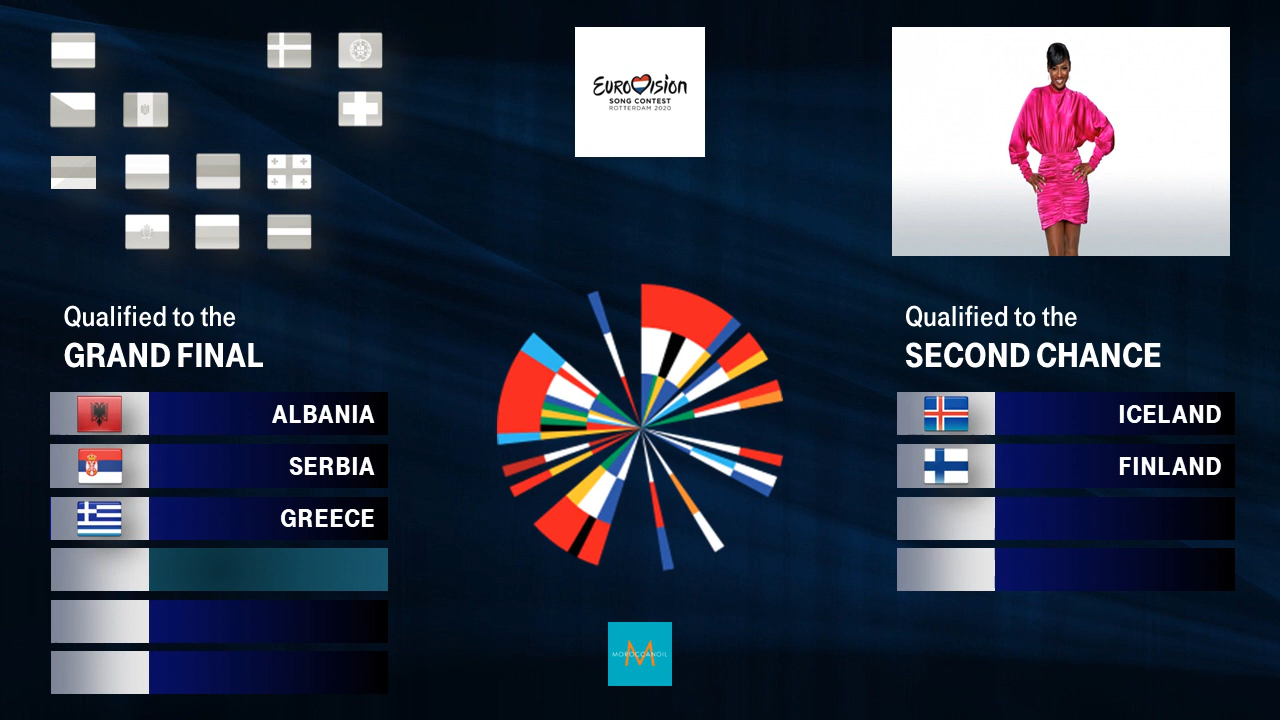 EUROVISION
SONG CONTEST
ROTTERDAM 2020
Qualified to the
GRAND FINAL
ALBANIA
SERBIA
GREECE
Qualified to the
SECOND CHANCE
ICELAND
FINLAND
M
MOROCCANOIL